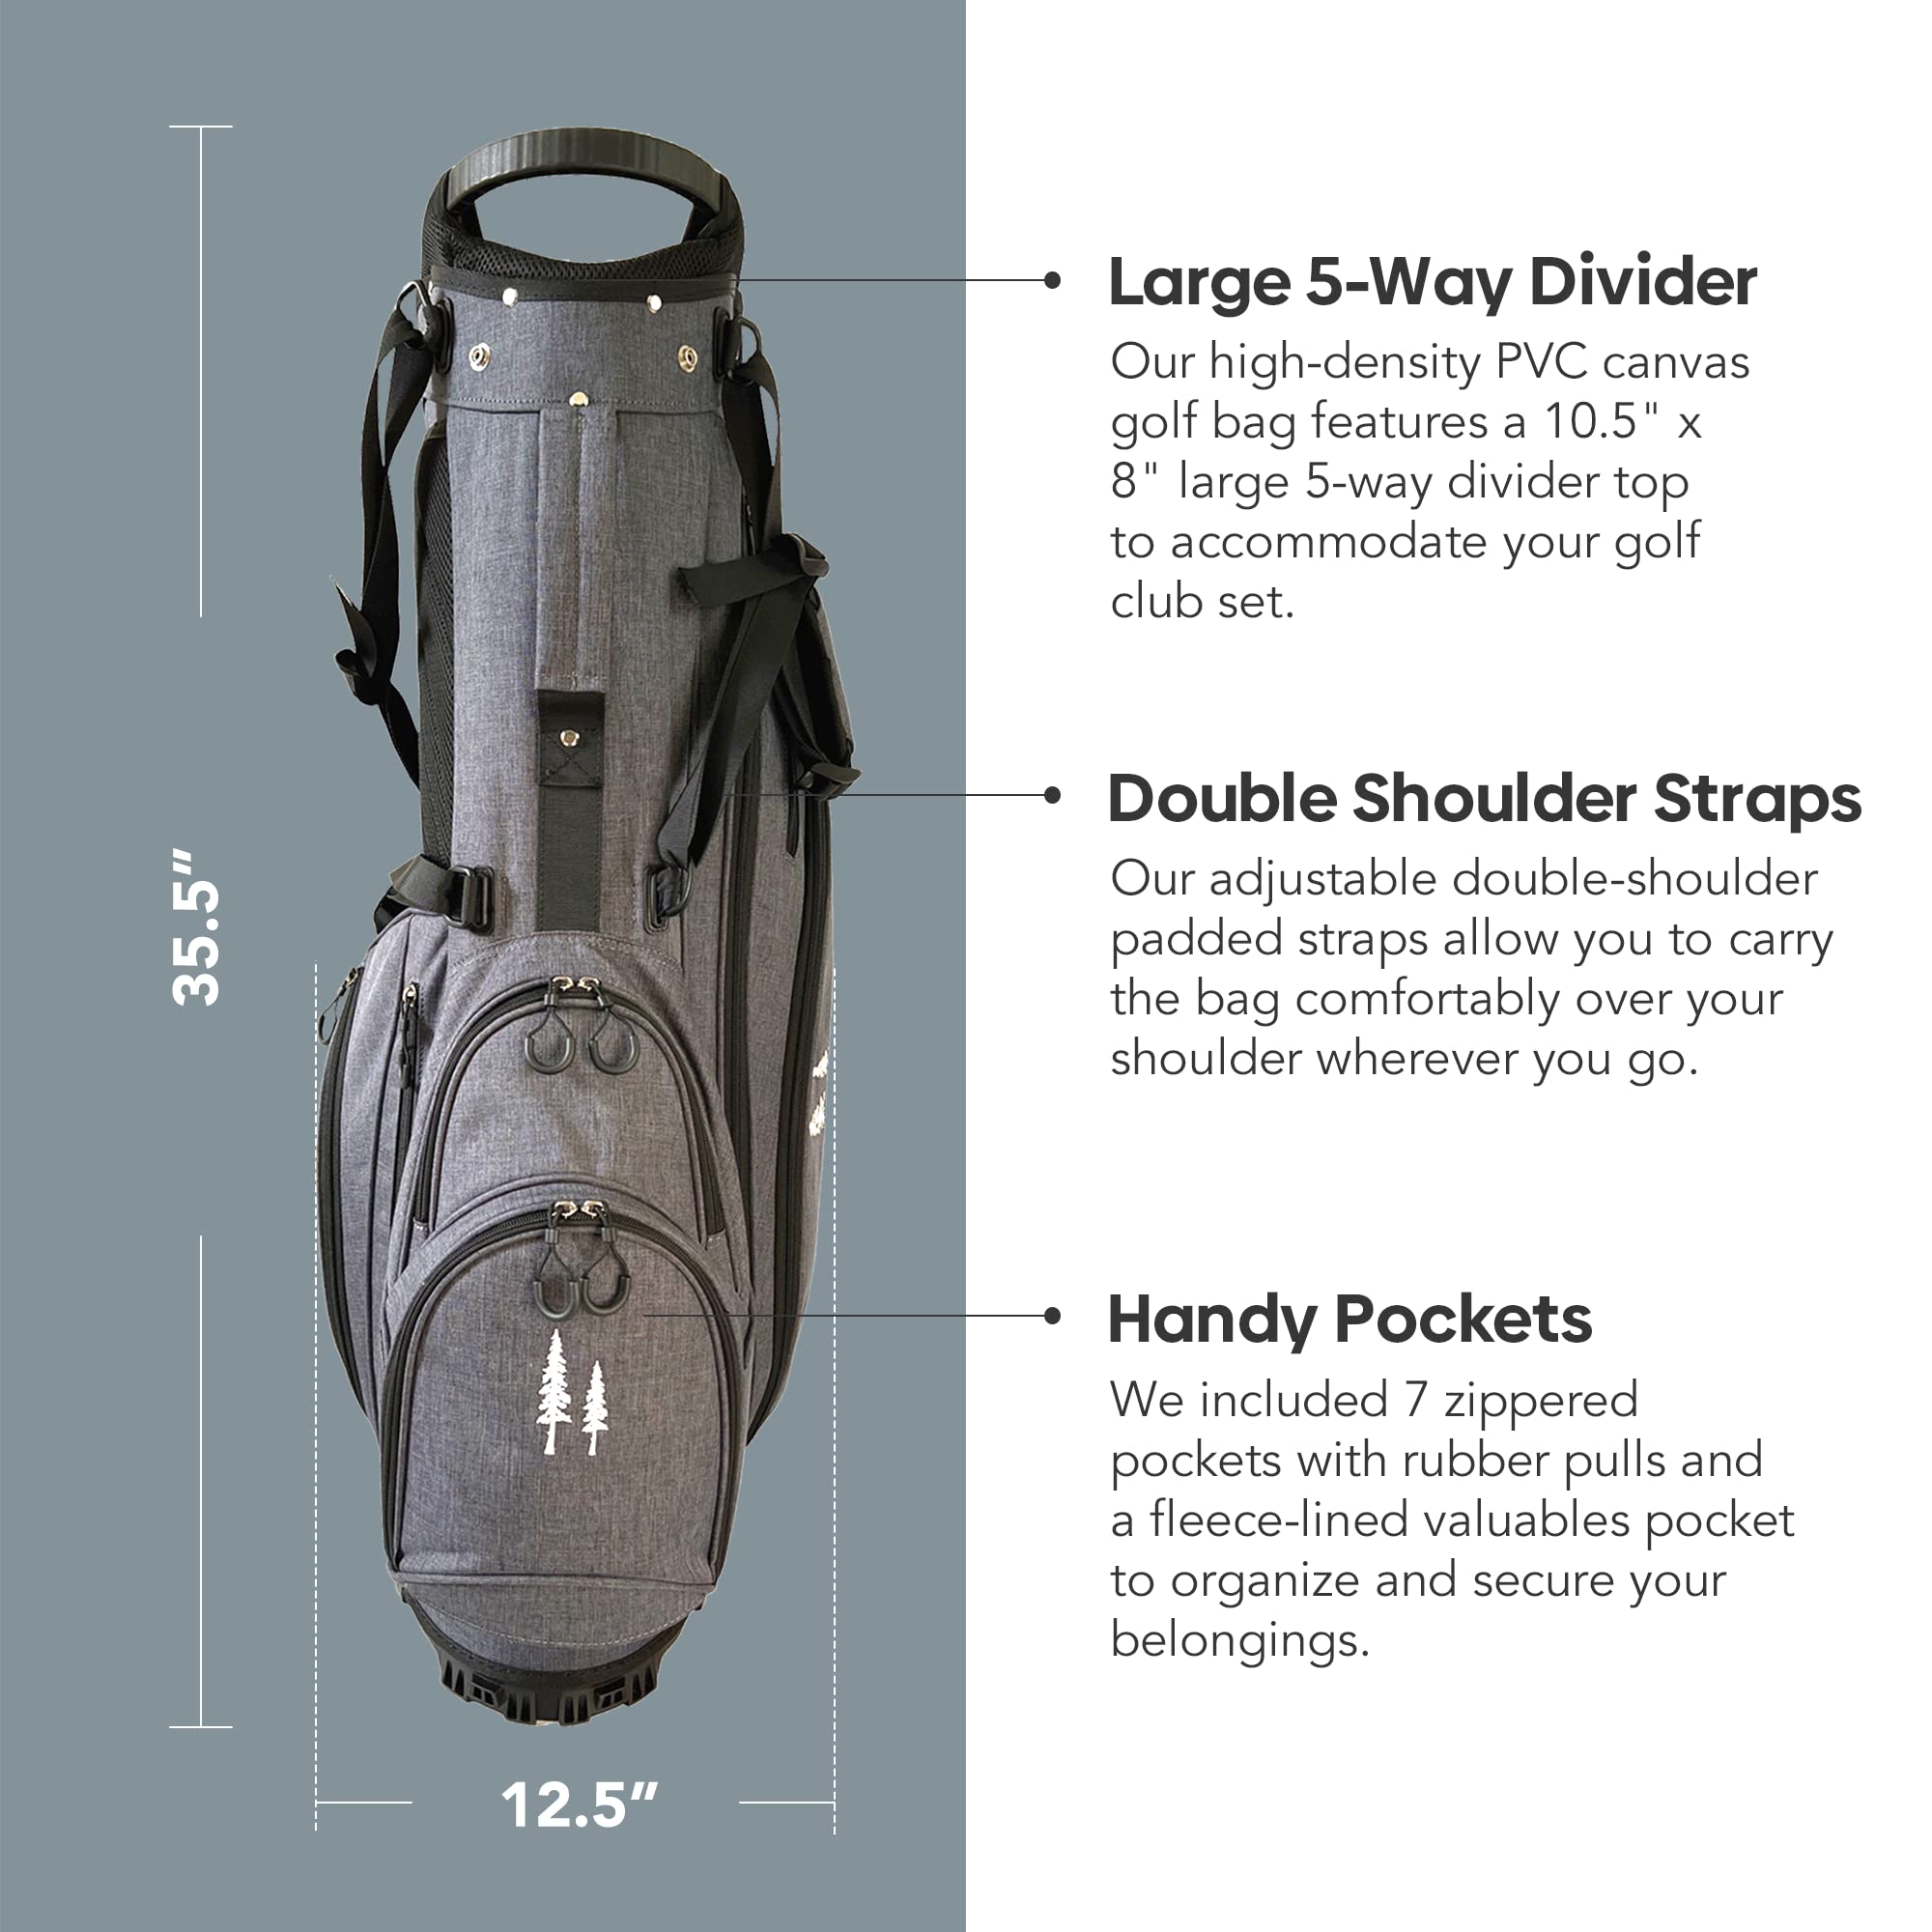 35.5”
12.5”
Large 5-Way Divider
Our high-density PVC canvas
golf bag features a 10.5" x
8" large 5-way divider top
to accommodate your golf
club set.
Double Shoulder Straps
Our adjustable double-shoulder
padded straps allow you to carry
the bag comfortably over your
shoulder wherever you go.
Handy Pockets
We included 7 zippered
pockets with rubber pulls and
a fleece-lined valuables pocket
to organize and secure your
belongings.